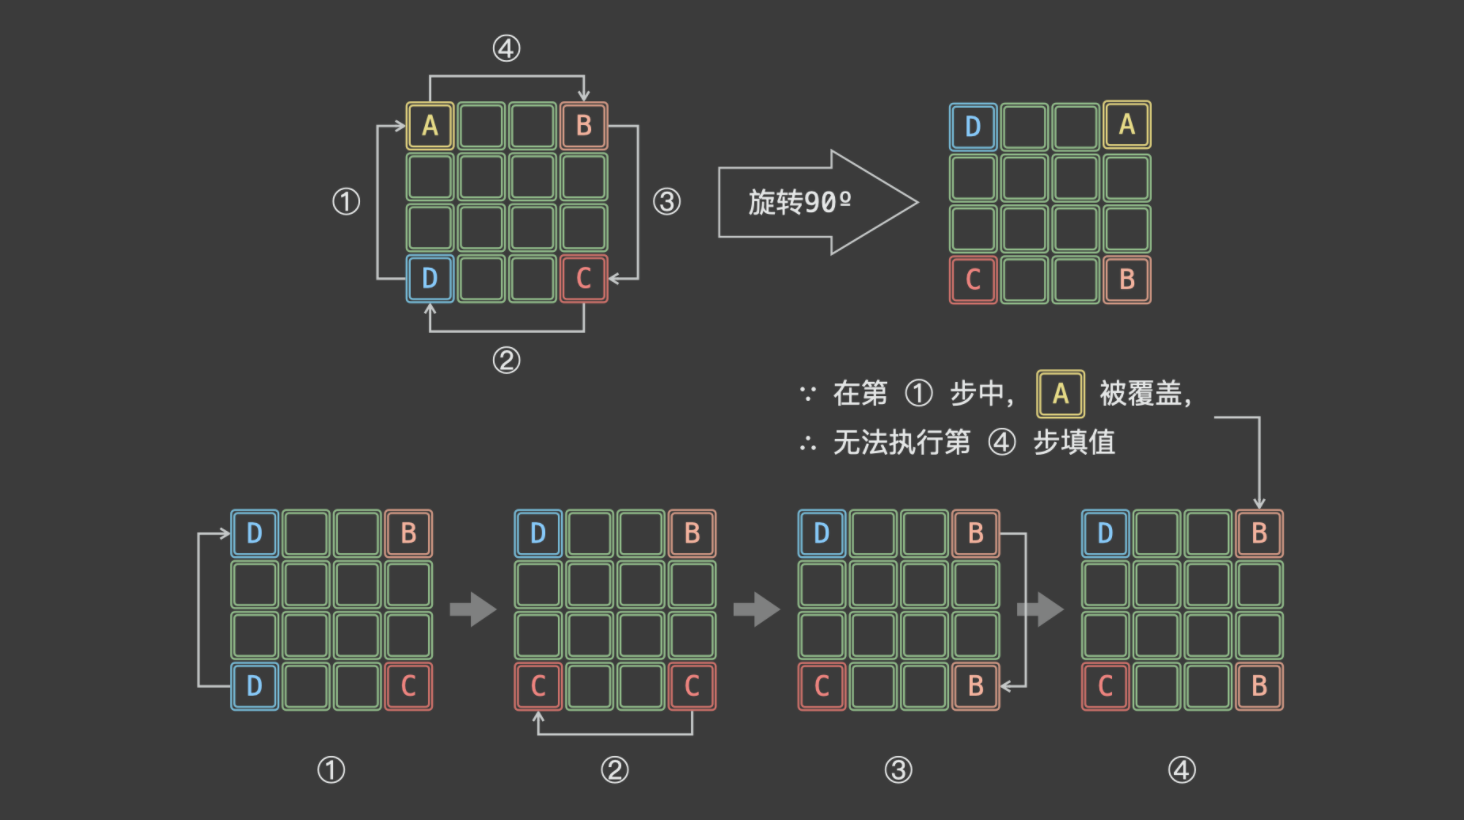 ④
A B
①
③
D C
②
旋转90º
D A
C B
∵ 在第 ① 步中， A 被覆盖，
∴ 无法执行第 ④ 步填值
D B
D C
①
D B
C C
②
D B
C B
③
D B
C B
④